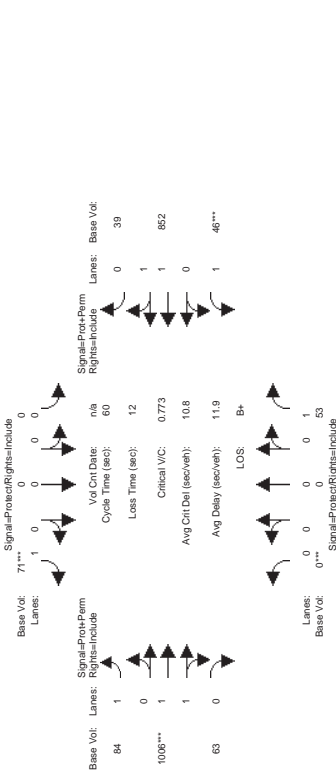 Signal=Protect/Rights=Include
Base Vol: 71*** 0 0
Lanes: 1 0 0 0 0
Signal=Prot+Perm Signal=Prot+Perm
Base Vol: Lanes: Rights=Include Vol Cnt Date: n/a Rights=Include Lanes: Base Vol:
Cycle Time (sec): 60
84 1 0 39
0 Loss Time (sec): 12 1
1006*** 1 Critical V/C: 0.773 1 852
1 Avg Crit Del (sec/veh): 10.8 0
63 0 Avg Delay (sec/veh): 11.9 1 46***
LOS: B+
Lanes: 0 0 0 0 1
Base Vol: 0*** 0 53
Signal=Protect/Rights=Include